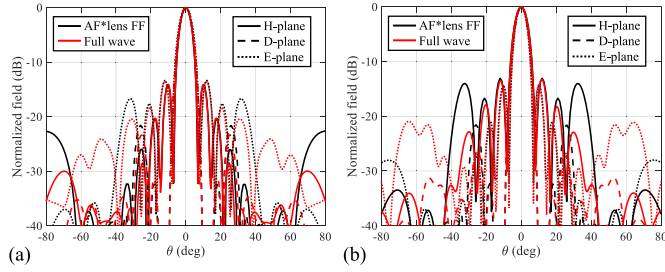 AF*lens FF
Full wave
H-plane
D-plane
E-plane
Normalized field (dB)
0
-10
-20
-30
-40
-80 -60 -40 -20 0 20 40 60 80
θ (deg)
(a)
AF*lens FF
Full wave
H-plane
D-plane
E-plane
Normalized field (dB)
0
-10
-20
-30
-40
-80 -60 -40 -20 0 20 40 60 80
θ (deg)
(b)